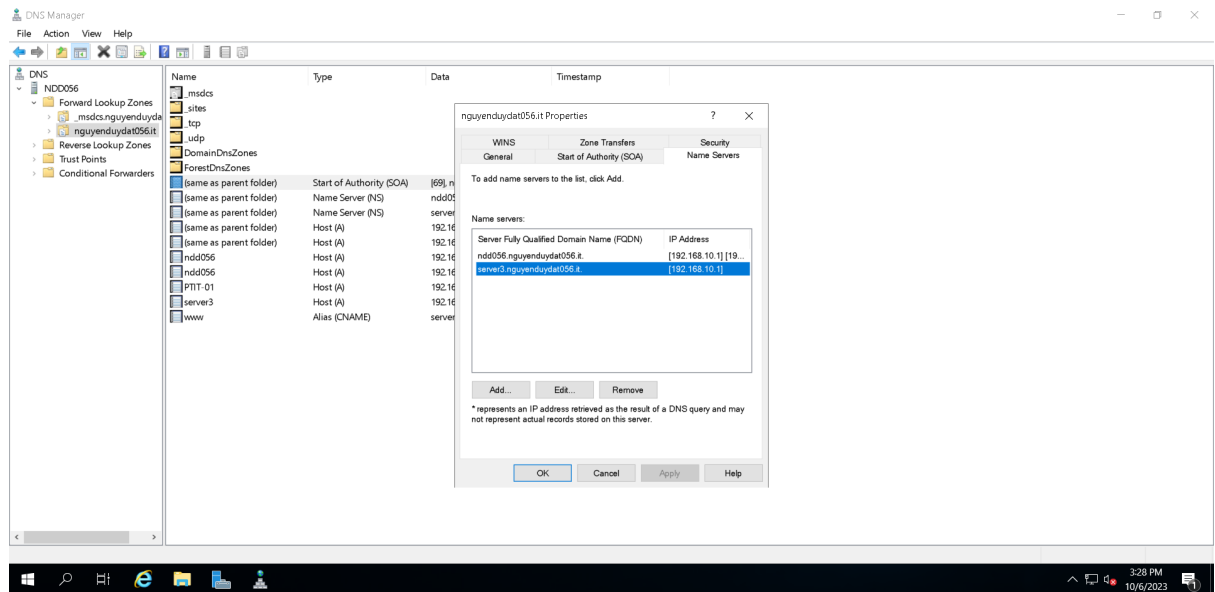 DNS Manager
File Action View Help
DNS
NDD056
Forward Lookup Zones
_msdcs.nguyenduyda
nguyenduydat056.it
Reverse Lookup Zones
Trust Points
Conditional Forwarders
Name Type Data Timestamp
_msdcs
_sites
_tcp
_udp
DomainDnsZones
ForestDnsZones
(same as parent folder) Start of Authority (SOA) [69], n
(same as parent folder) Name Server (NS) ndd05
(same as parent folder) Name Server (NS) server
(same as parent folder) Host (A) 192.16
(same as parent folder) Host (A) 192.16
ndd056 Host (A) 192.16
ndd056 Host (A) 192.16
PTIT-01 Host (A) 192.16
server3 Host (A) 192.16
www Alias (CNAME) server
nguyenduydat056.it Properties ?
WINS Zone Transfers Security
General Start of Authority (SOA) Name Servers
To add name servers to the list, click Add.
Name servers:
Server Fully Qualified Domain Name (FQDN) IP Address
ndd056.nguyenduydat056.it. [192.168.10.1] [19...
server3.nguyenduydat056.it. [192.168.10.1]
Add... Edit... Remove
* represents an IP address retrieved as the result of a DNS query and may
not represent actual records stored on this server.
OK Cancel Apply Help
3:28 PM
10/6/2023
1